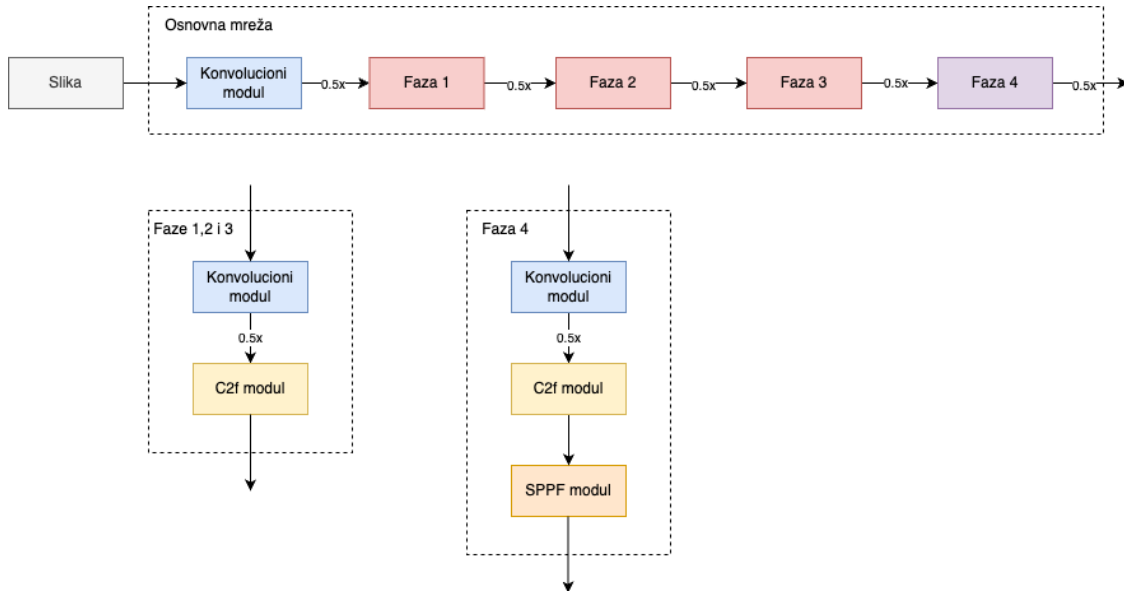 Osnovna mreža
Slika
Konvolucioni
modul
0.5x
Faza 1
0.5x
Faza 2
0.5x
Faza 3
0.5x
Faza 4
0.5x
Faze 1,2 i 3
Konvolucioni
modul
0.5x
C2f modul
Faza 4
Konvolucioni
modul
0.5x
C2f modul
SPPF modul